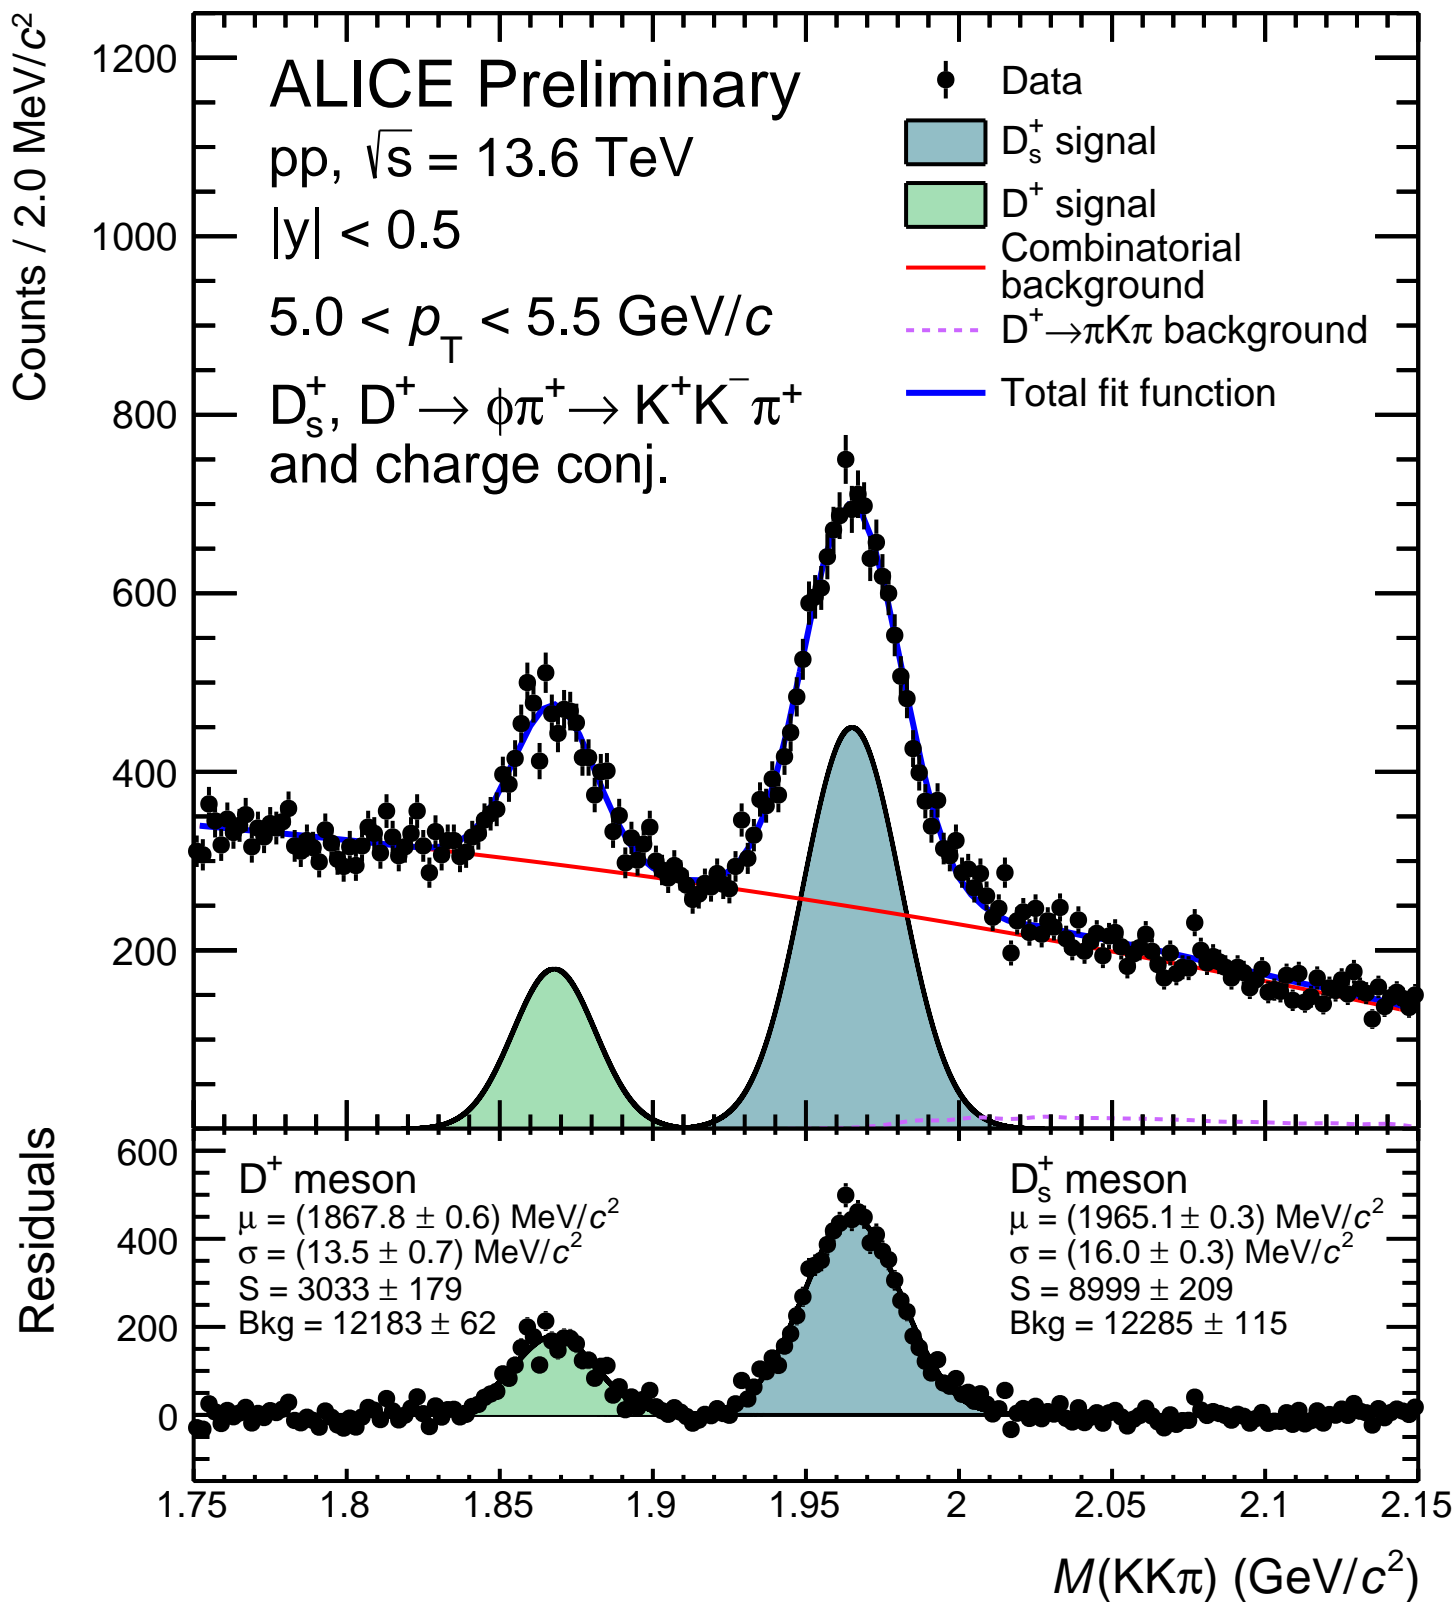 Counts / 2.0 MeV/c²
1200
1000
800
600
400
200
ALICE Preliminary
pp, √s = 13.6 TeV
|y| < 0.5
5.0 < p_T < 5.5 GeV/c
D_s⁺, D⁺ → ϕπ⁺ → K⁺K⁻π⁺
and charge conj.
Data
D_s⁺ signal
D⁺ signal
Combinatorial
background
D⁺→πKπ background
Total fit function
Residuals
600
400
200
0
D⁺ meson
μ = (1867.8 ± 0.6) MeV/c²
σ = (13.5 ± 0.7) MeV/c²
S = 3033 ± 179
Bkg = 12183 ± 62
D_s⁺ meson
μ = (1965.1 ± 0.3) MeV/c²
σ = (16.0 ± 0.3) MeV/c²
S = 8999 ± 209
Bkg = 12285 ± 115
1.75 1.8 1.85 1.9 1.95 2 2.05 2.1 2.15
M(KKπ) (GeV/c²)